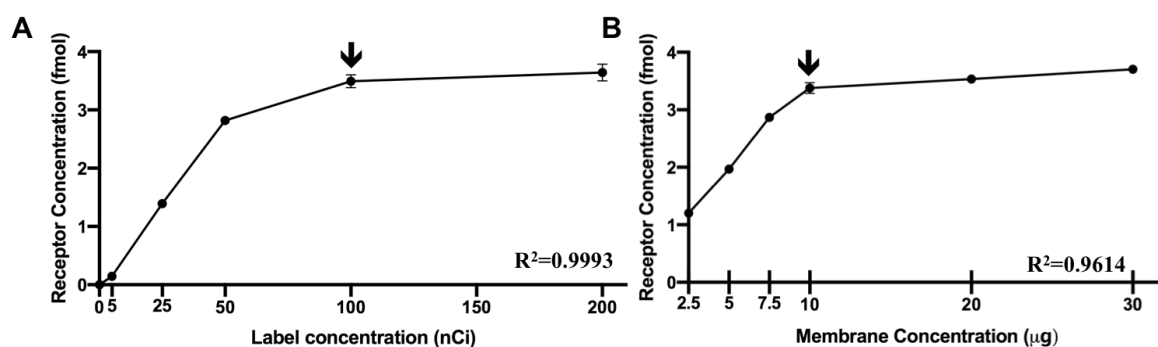 A
Receptor Concentration (fmol)
4
3
2
1
0
0
5
25
50
100
150
200
R²=0.9993
Label concentration (nCi)
B
Receptor Concentration (fmol)
4
3
2
1
0
2.5
5
7.5
10
20
30
R²=0.9614
Membrane Concentration (μg)